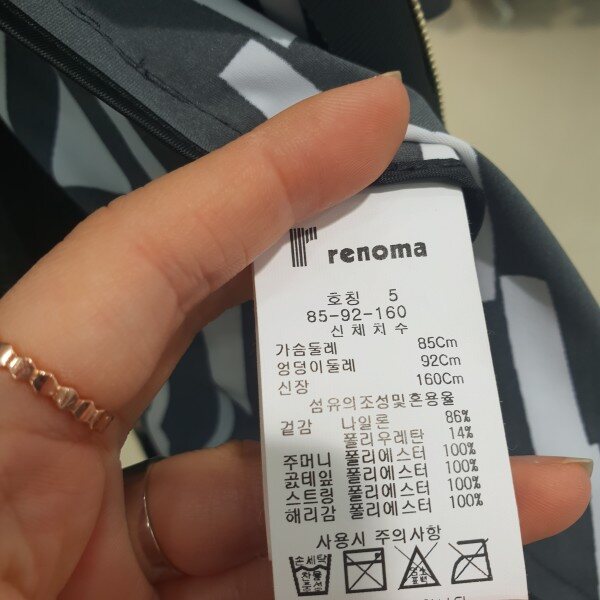 renoma
호칭 5
85-92-160
신체치수
가슴둘레 85Cm
엉덩이둘레 92Cm
신장 160Cm
섬유의조성및혼용율
겉감 나일론 86%
폴리우레탄 14%
주머니 폴리에스터 100%
곬테잎 폴리에스터 100%
스트링 폴리에스터 100%
해리감 폴리에스터 100%
사용시 주의사항
손세탁